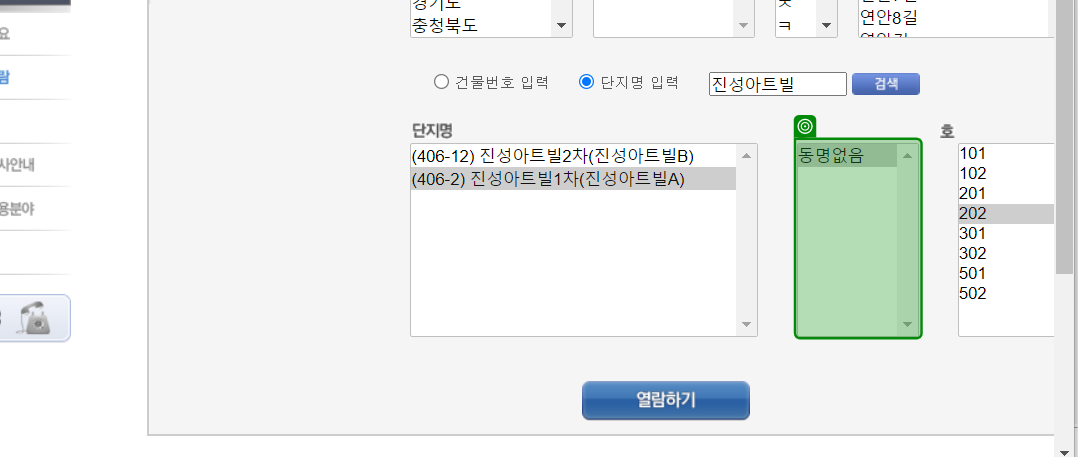 경기도
충청북도
ㅋ
연안8길
요
람
건물번호 입력
단지명 입력
진성아트빌
검색
단지명
호
(406-12) 진성아트빌2차(진성아트빌B)
(406-2) 진성아트빌1차(진성아트빌A)
동명없음
101
102
201
202
301
302
501
502
사안내
용분야
열람하기